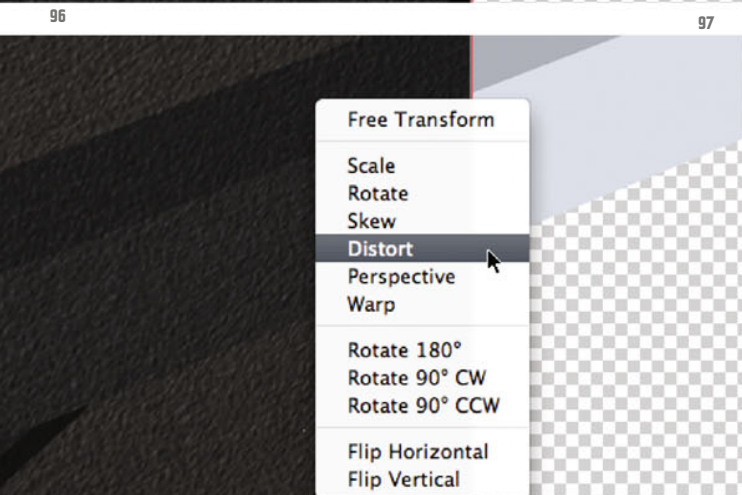 96
97
Free Transform
Scale
Rotate
Skew
Distort
Perspective
Warp
Rotate 180°
Rotate 90° CW
Rotate 90° CCW
Flip Horizontal
Flip Vertical